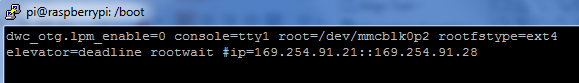 pi@raspberrypi: /boot
dwc_otg.lpm_enable=0 console=tty1 root=/dev/mmcblk0p2 rootfstype=ext4
elevator=deadline rootwait #ip=169.254.91.21::169.254.91.28